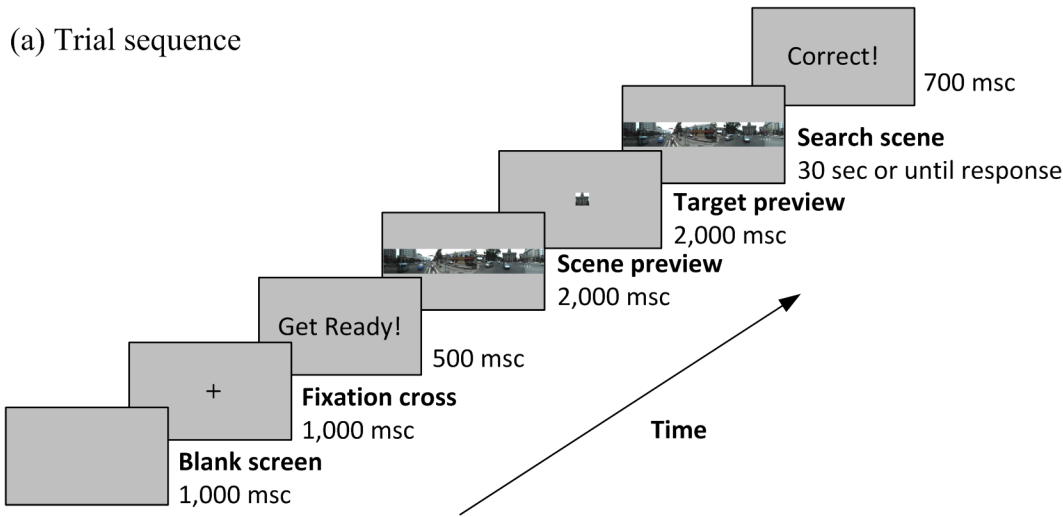 (a) Trial sequence
Correct!
700 msc
Search scene
30 sec or until response
Target preview
2,000 msc
Scene preview
2,000 msc
Get Ready!
500 msc
+
Fixation cross
1,000 msc
Time
Blank screen
1,000 msc